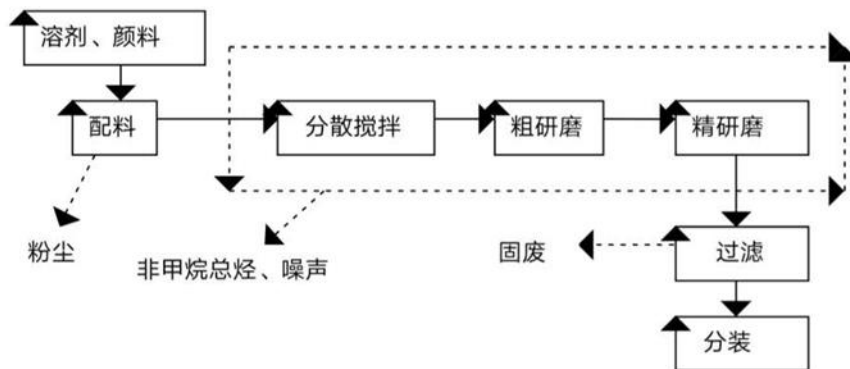 溶剂、颜料
配料
分散搅拌
粗研磨
精研磨
粉尘
非甲烷总烃、噪声
固废
过滤
分装